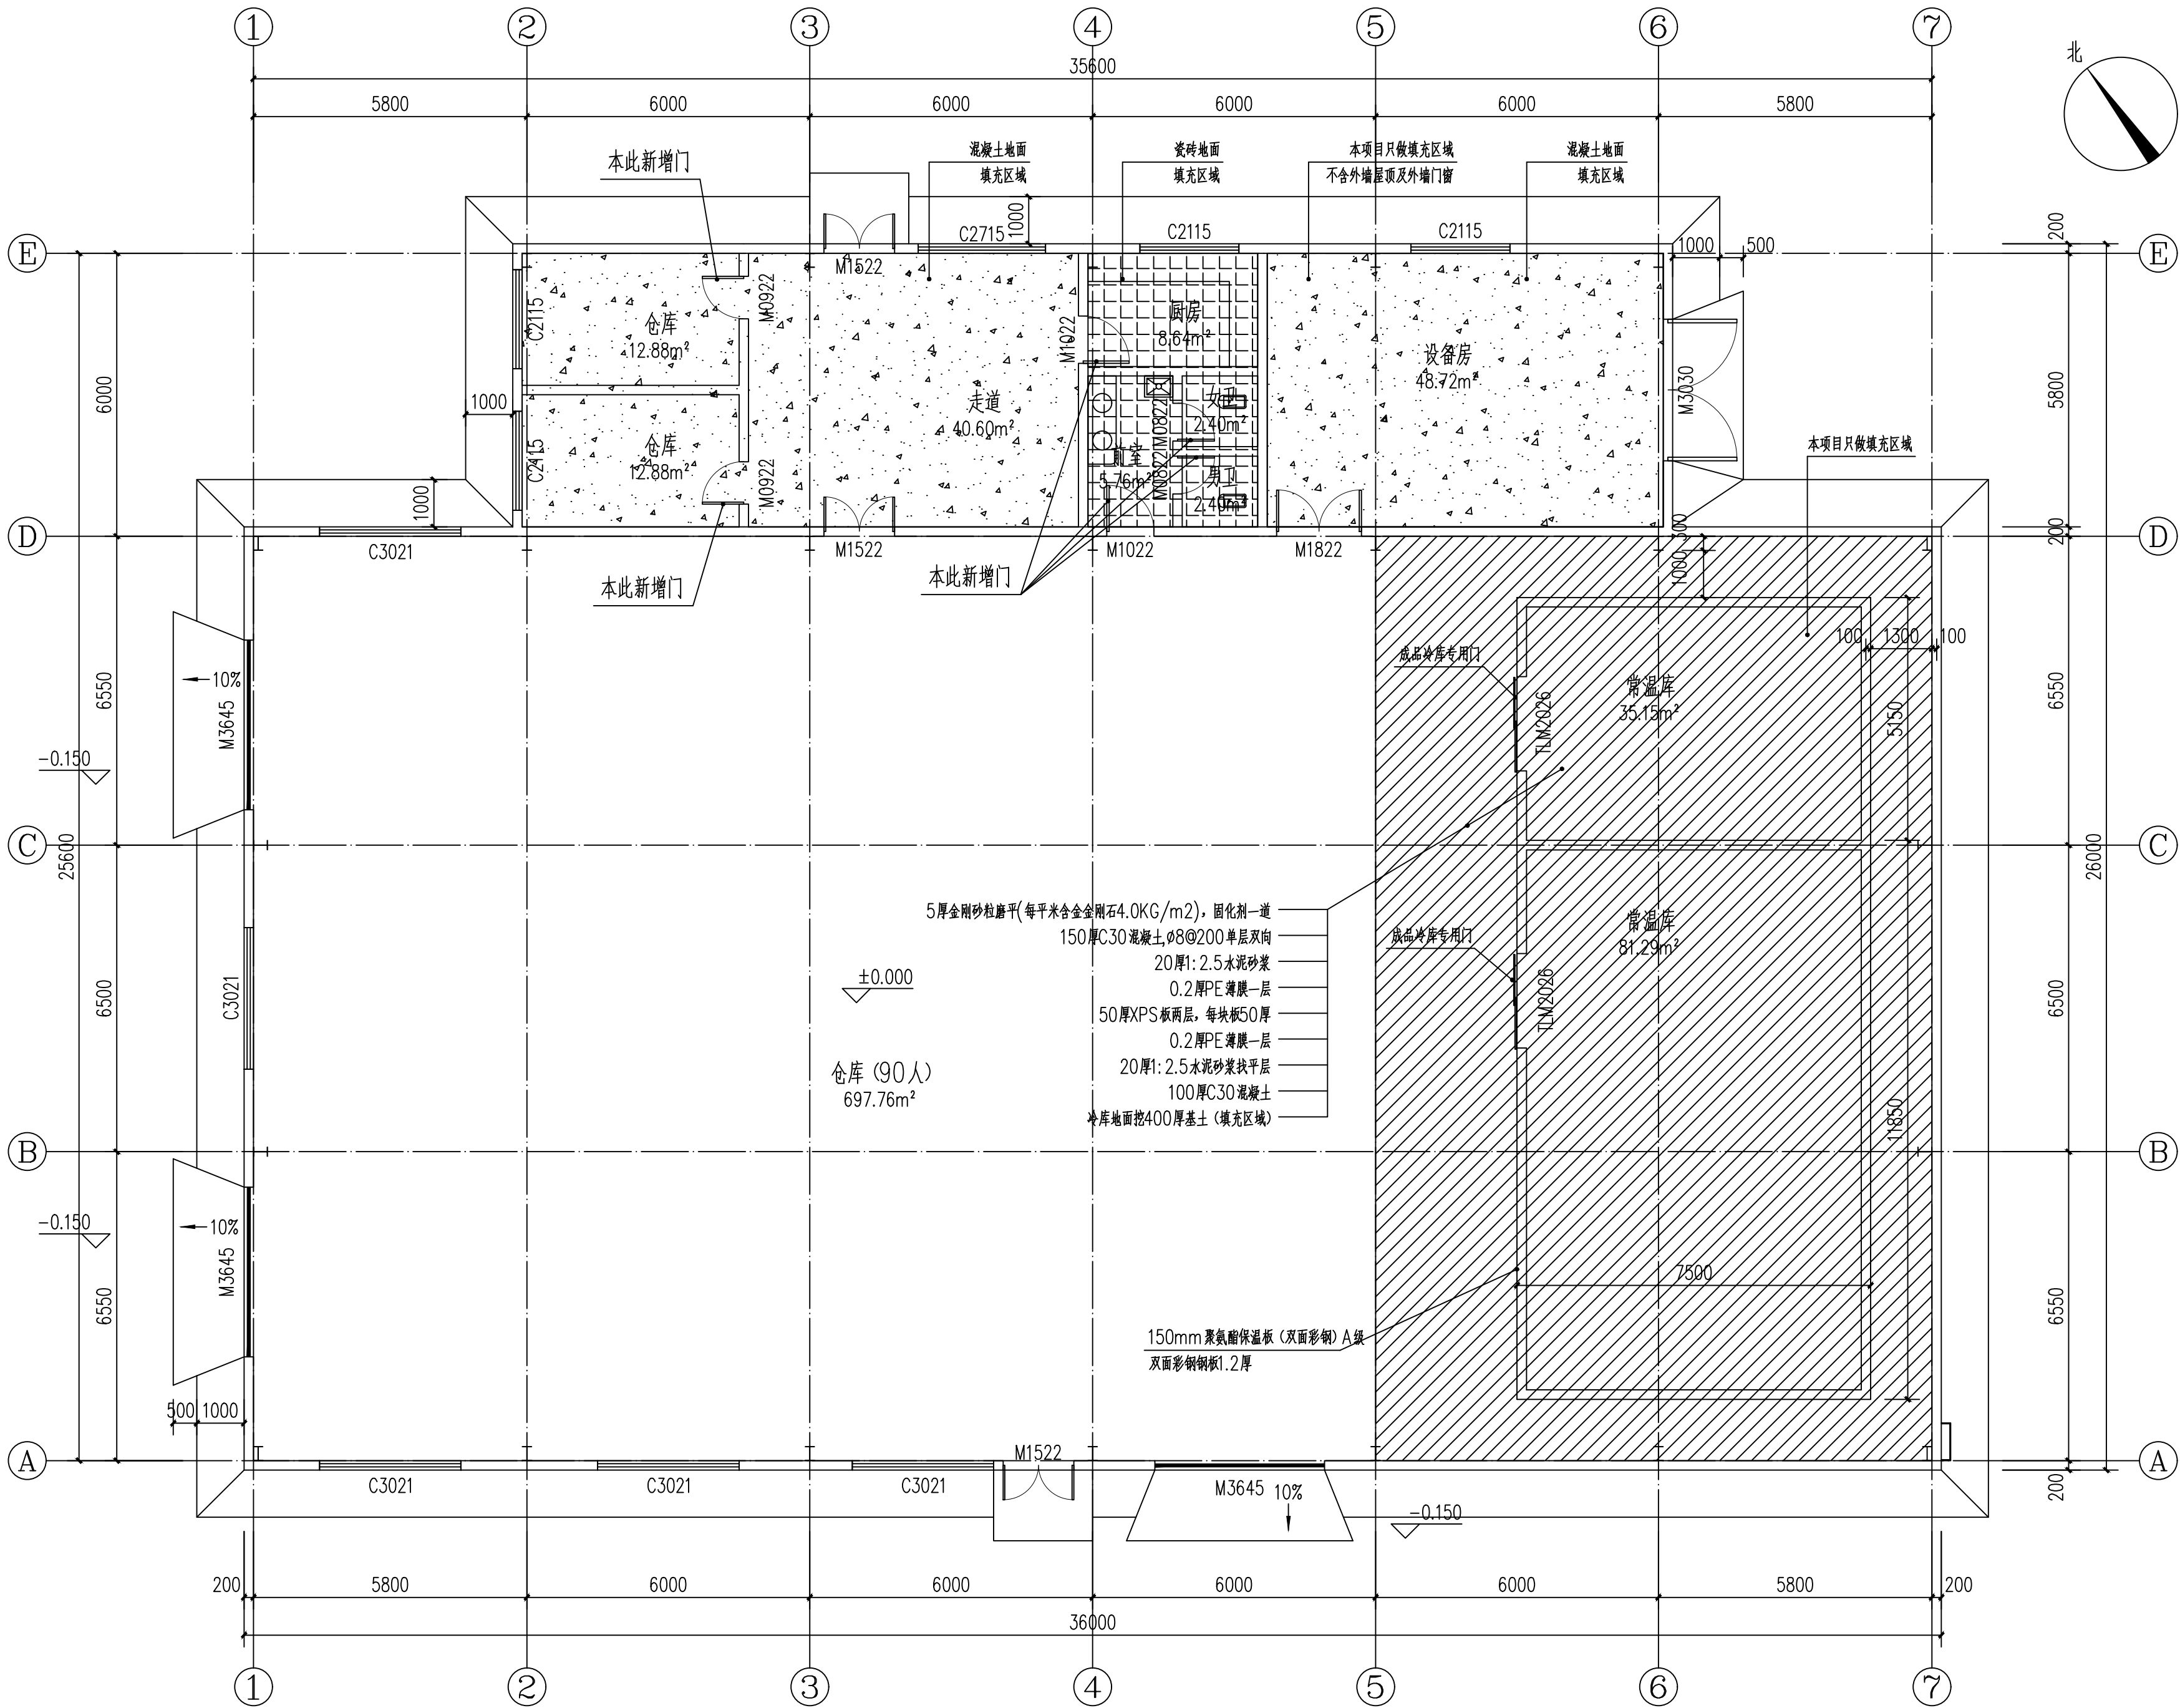 1 2 3 4 5 6 7
北
35600
5800 6000 6000 6000 6000 5800
本此新增门
混凝土地面
填充区域
瓷砖地面
填充区域
本项目只做填充区域
不含外墙屋顶及外墙门窗
混凝土地面
填充区域
1000
C2715
C2115
C2115
200
1000
500
E
E
M1522
M0922
C2115
仓库
12.88m²
M1022
厨房
8.64m²
设备房
48.72m²
M3030
6000
5800
1000
走道
40.60m²
女卫
2.40m²
M0822
M0822
本项目只做填充区域
C2115
仓库
12.88m²
M0922
前室
5.76m²
男卫
2.40m²
1000
D
D
C3021
M1522
M1022
M1822
300
200
1000
本此新增门
本此新增门
100
1300
100
成品冷库专用门
6550
10%
M3645
TLM2026
常温库
35.15m²
5150
6550
-0.150
C
C
25600
26000
5厚金刚砂粒磨平(每平米含金金刚石4.0KG/m2)，固化剂一道
150厚C30混凝土,ø8@200单层双向
20厚1:2.5水泥砂浆
0.2厚PE薄膜一层
50厚XPS板两层，每块板50厚
0.2厚PE薄膜一层
20厚1:2.5水泥砂浆找平层
100厚C30混凝土
冷库地面挖400厚基土（填充区域）
成品冷库专用门
常温库
81.29m²
TLM2026
±0.000
C3021
6500
6500
仓库（90人）
697.76m²
11850
B
B
-0.150
10%
M3645
6550
6550
7500
150mm聚氨酯保温板（双面彩钢）A级
双面彩钢钢板1.2厚
500
1000
A
A
M1522
C3021
C3021
C3021
M3645
10%
-0.150
200
200 5800 6000 6000 6000 6000 5800 200
36000
1 2 3 4 5 6 7